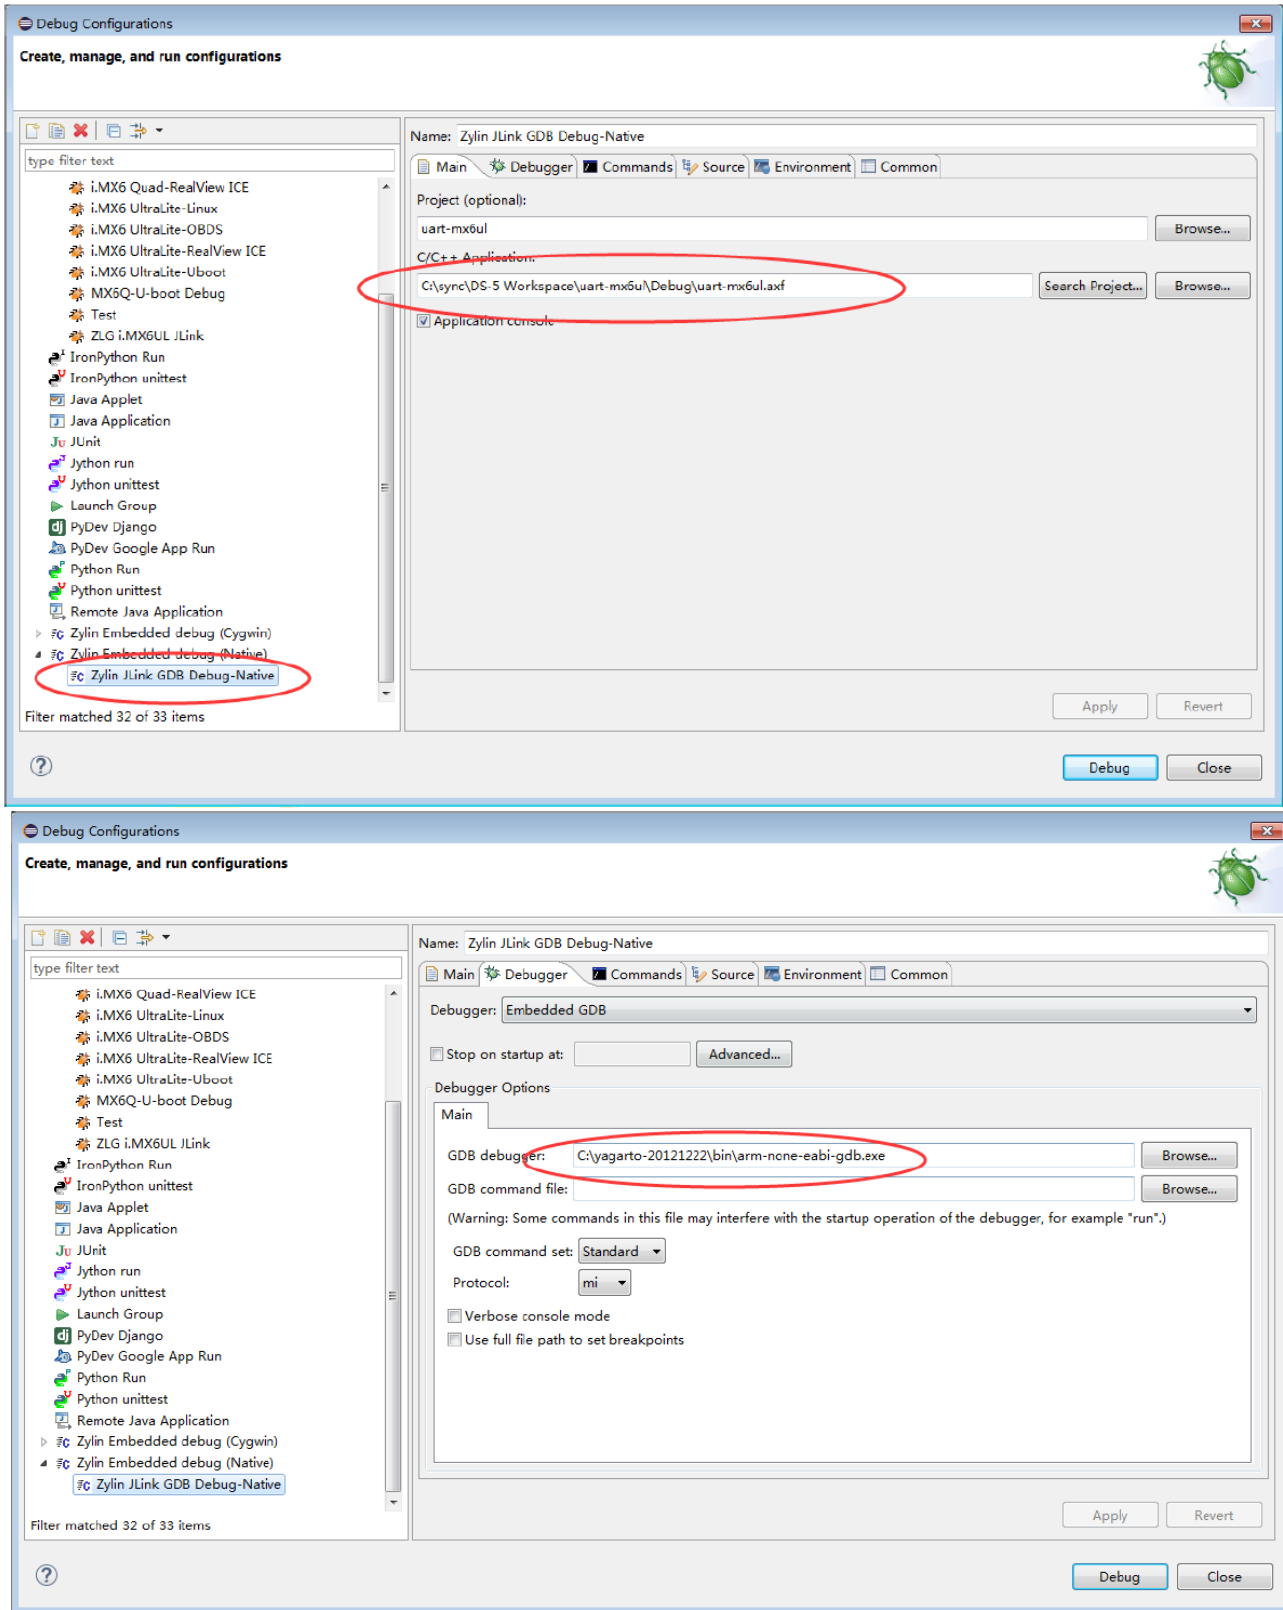 Debug Configurations
Create, manage, and run configurations
type filter text
i.MX6 Quad-RealView ICE
i.MX6 UltraLite-Linux
i.MX6 UltraLite-OBDS
i.MX6 UltraLite-RealView ICE
i.MX6 UltraLite-Uboot
MX6Q-U-boot Debug
Test
ZLG i.MX6UL JLink
IronPython Run
IronPython unittest
Java Applet
Java Application
Ju JUnit
Jython run
Jython unittest
Launch Group
dj PyDev Django
PyDev Google App Run
Python Run
Python unittest
Remote Java Application
Zylin Embedded debug (Cygwin)
Zylin Embedded debug (Native)
Zylin JLink GDB Debug-Native
Filter matched 32 of 33 items
Name: Zylin JLink GDB Debug-Native
Main Debugger Commands Source Environment Common
Project (optional):
uart-mx6ul Browse...
C/C++ Application:
C:\sync\DS-5 Workspace\uart-mx6ul\Debug\uart-mx6ul.axf Search Project... Browse...
Application console
Apply Revert
? Debug Close
Debug Configurations
Create, manage, and run configurations
type filter text
i.MX6 Quad-RealView ICE
i.MX6 UltraLite-Linux
i.MX6 UltraLite-OBDS
i.MX6 UltraLite-RealView ICE
i.MX6 UltraLite-Uboot
MX6Q-U-boot Debug
Test
ZLG i.MX6UL JLink
IronPython Run
IronPython unittest
Java Applet
Java Application
Ju JUnit
Jython run
Jython unittest
Launch Group
dj PyDev Django
PyDev Google App Run
Python Run
Python unittest
Remote Java Application
Zylin Embedded debug (Cygwin)
Zylin Embedded debug (Native)
Zylin JLink GDB Debug-Native
Filter matched 32 of 33 items
Name: Zylin JLink GDB Debug-Native
Main Debugger Commands Source Environment Common
Debugger: Embedded GDB
Stop on startup at: Advanced...
Debugger Options
Main
GDB debugger: C:\yagarto-20121222\bin\arm-none-eabi-gdb.exe Browse...
GDB command file: Browse...
(Warning: Some commands in this file may interfere with the startup operation of the debugger, for example "run".)
GDB command set: Standard
Protocol: mi
Verbose console mode
Use full file path to set breakpoints
Apply Revert
? Debug Close